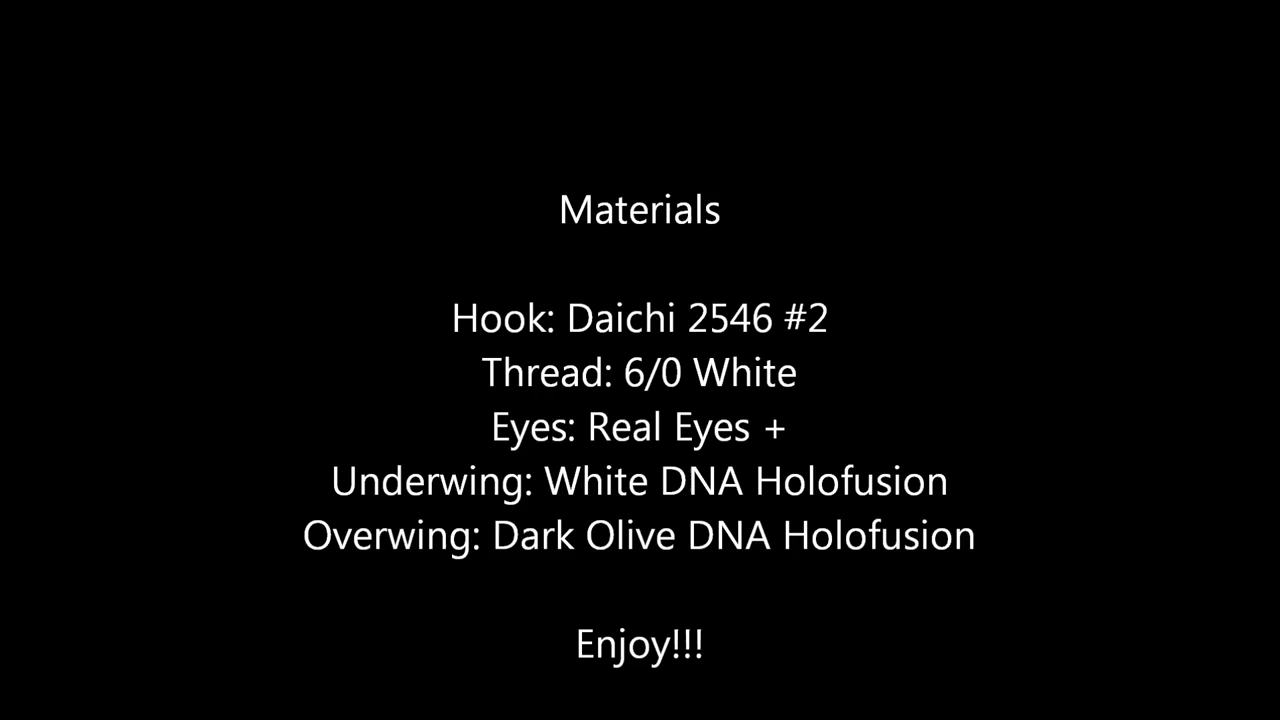 Materials
Hook: Daichi 2546 #2
Thread: 6/0 White
Eyes: Real Eyes +
Underwing: White DNA Holofusion
Overwing: Dark Olive DNA Holofusion
Enjoy!!!